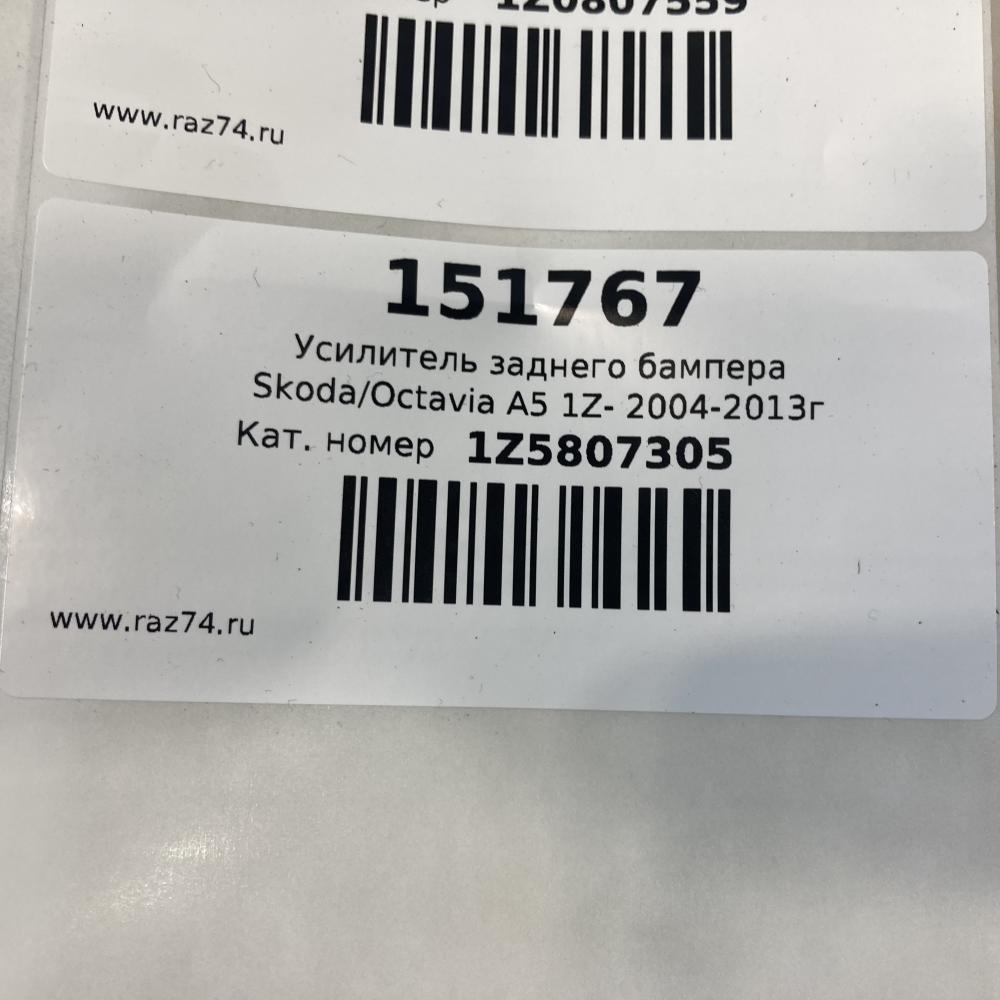 1Z0807559
www.raz74.ru
151767
Усилитель заднего бампера
Skoda/Octavia A5 1Z- 2004-2013г
Кат. номер 1Z5807305
www.raz74.ru